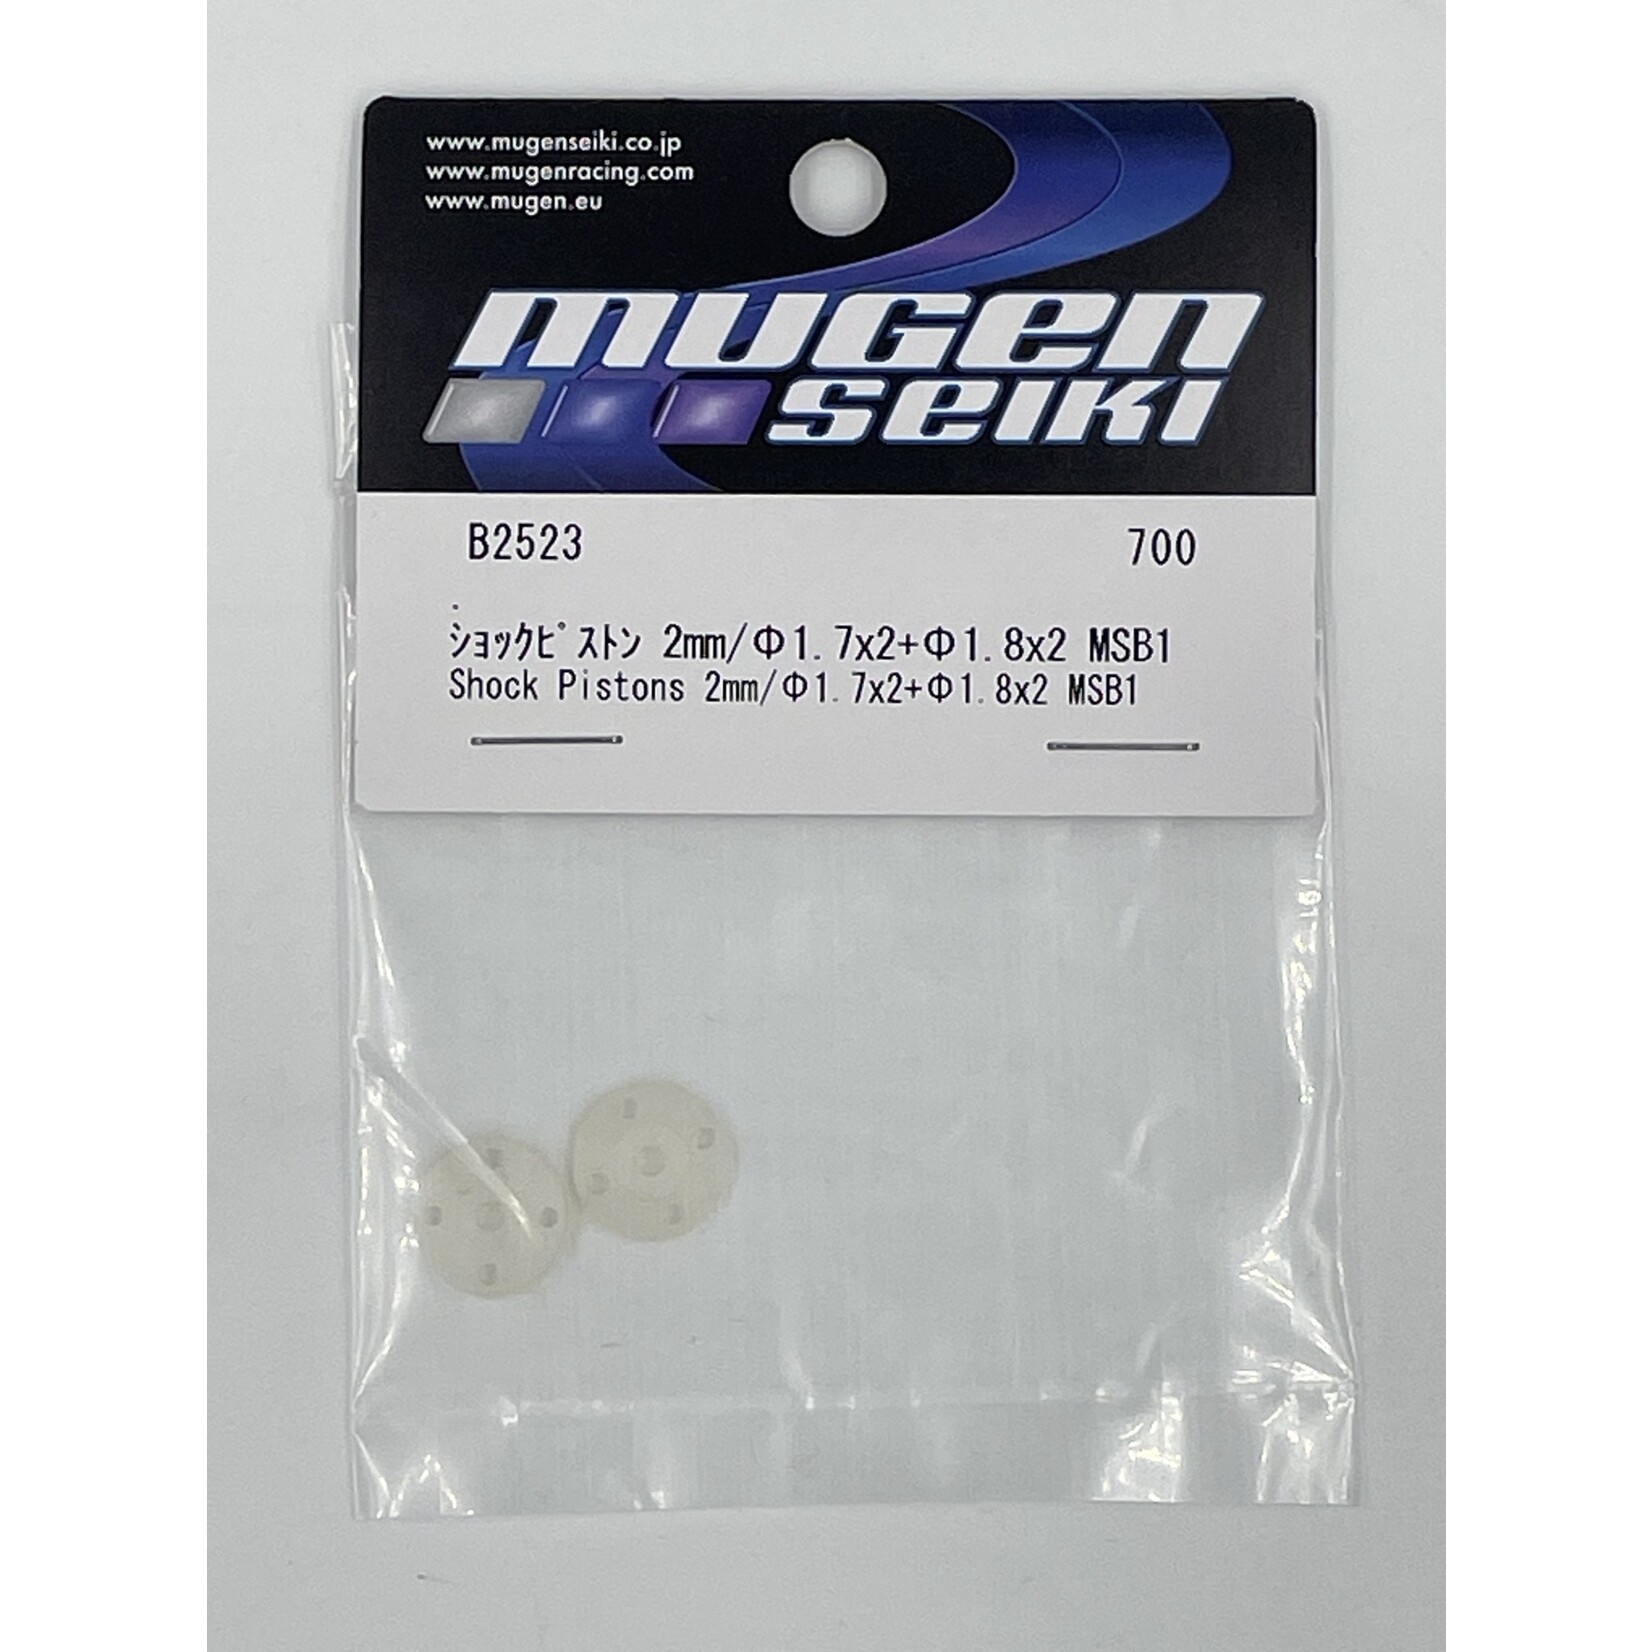 www.mugenseiki.co.jp
www.mugenracing.com
www.mugen.eu
mugen
seiki
B2523 700
ｼｮｯｸﾋﾟｽﾄﾝ 2mm/Φ1.7x2+Φ1.8x2 MSB1
Shock Pistons 2mm/Φ1.7x2+Φ1.8x2 MSB1